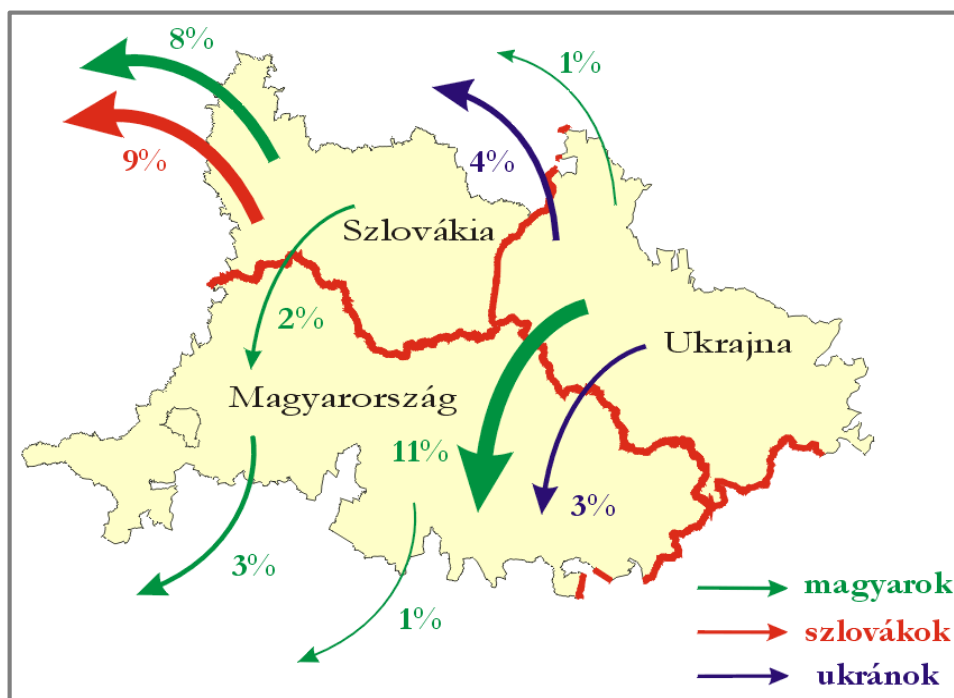 8%
1%
9%
4%
Szlovákia
2%
Ukrajna
Magyarország
11%
3%
3%
1%
magyarok
szlovákok
ukránok